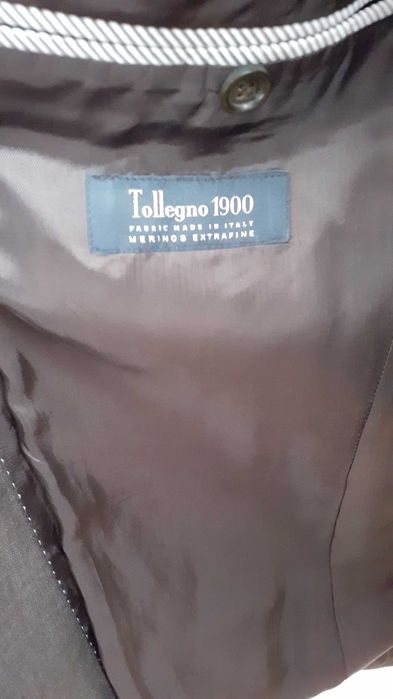 Tollegno 1900
FABRIC MADE IN ITALY
MERINOS EXTRAFINE